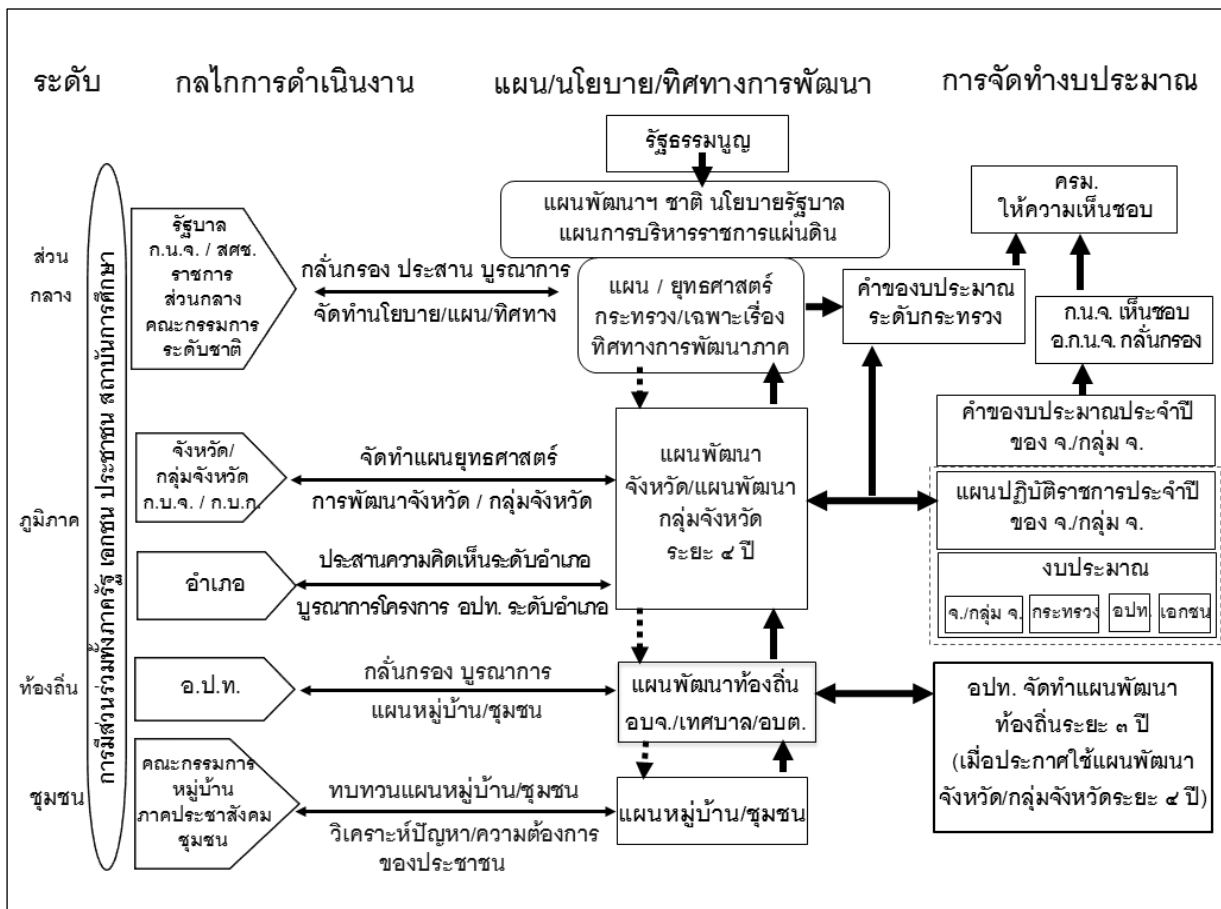 ระดับ
กลไกการดำเนินงาน
แผน/นโยบาย/ทิศทางการพัฒนา
การจัดทำงบประมาณ
การมีส่วนร่วมทั้งภาครัฐ เอกชน ประชาชน สถาบันการศึกษา
ส่วน
กลาง
รัฐบาล
ก.น.จ. / สศช.
ราชการ
ส่วนกลาง
คณะกรรมการ
ระดับชาติ
กลั่นกรอง ประสาน บูรณาการ
จัดทำนโยบาย/แผน/ทิศทาง
รัฐธรรมนูญ
แผนพัฒนาฯ ชาติ นโยบายรัฐบาล
แผนการบริหารราชการแผ่นดิน
แผน / ยุทธศาสตร์
กระทรวง/เฉพาะเรื่อง
ทิศทางการพัฒนาภาค
คำของบประมาณ
ระดับกระทรวง
ครม.
ให้ความเห็นชอบ
ก.น.จ. เห็นชอบ
อ.ก.น.จ. กลั่นกรอง
ภูมิภาค
จังหวัด/
กลุ่มจังหวัด
ก.บ.จ. / ก.บ.ก.
จัดทำแผนยุทธศาสตร์
การพัฒนาจังหวัด / กลุ่มจังหวัด
อำเภอ
ประสานความคิดเห็นระดับอำเภอ
บูรณาการโครงการ อปท. ระดับอำเภอ
แผนพัฒนา
จังหวัด/แผนพัฒนา
กลุ่มจังหวัด
ระยะ ๔ ปี
คำของบประมาณประจำปี
ของ จ./กลุ่ม จ.
แผนปฏิบัติราชการประจำปี
ของ จ./กลุ่ม จ.
งบประมาณ
จ./กลุ่ม จ.
กระทรวง
อปท.
เอกชน
ท้องถิ่น
อ.ป.ท.
กลั่นกรอง บูรณาการ
แผนหมู่บ้าน/ชุมชน
แผนพัฒนาท้องถิ่น
อบจ./เทศบาล/อบต.
อปท. จัดทำแผนพัฒนา
ท้องถิ่นระยะ ๓ ปี
(เมื่อประกาศใช้แผนพัฒนา
จังหวัด/กลุ่มจังหวัดระยะ ๔ ปี)
ชุมชน
คณะกรรมการ
หมู่บ้าน
ภาคประชาสังคม
ชุมชน
ทบทวนแผนหมู่บ้าน/ชุมชน
วิเคราะห์ปัญหา/ความต้องการ
ของประชาชน
แผนหมู่บ้าน/ชุมชน